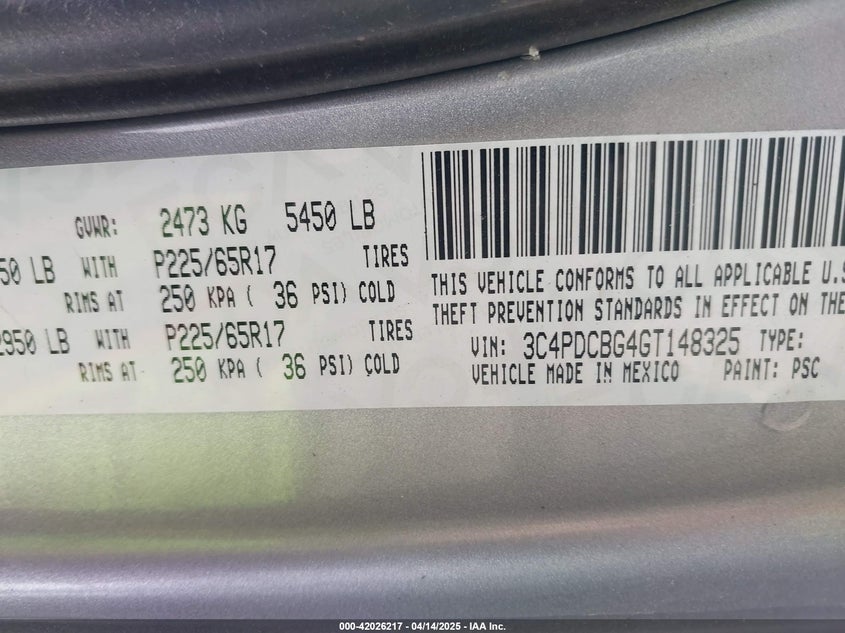 GVWR: 2473 KG 5450 LB
50 LB WITH P225/65R17 TIRES
RIMS AT 250 KPA ( 36 PSI) COLD
2950 LB WITH P225/65R17 TIRES
RIMS AT 250 KPA ( 36 PSI) COLD
THIS VEHICLE CONFORMS TO ALL APPLICABLE U.S
THEFT PREVENTION STANDARDS IN EFFECT ON THE
VIN: 3C4PDCBG4GT148325 TYPE:
VEHICLE MADE IN MEXICO PAINT: PSC
000-42026217 - 04/14/2025 - IAA Inc.